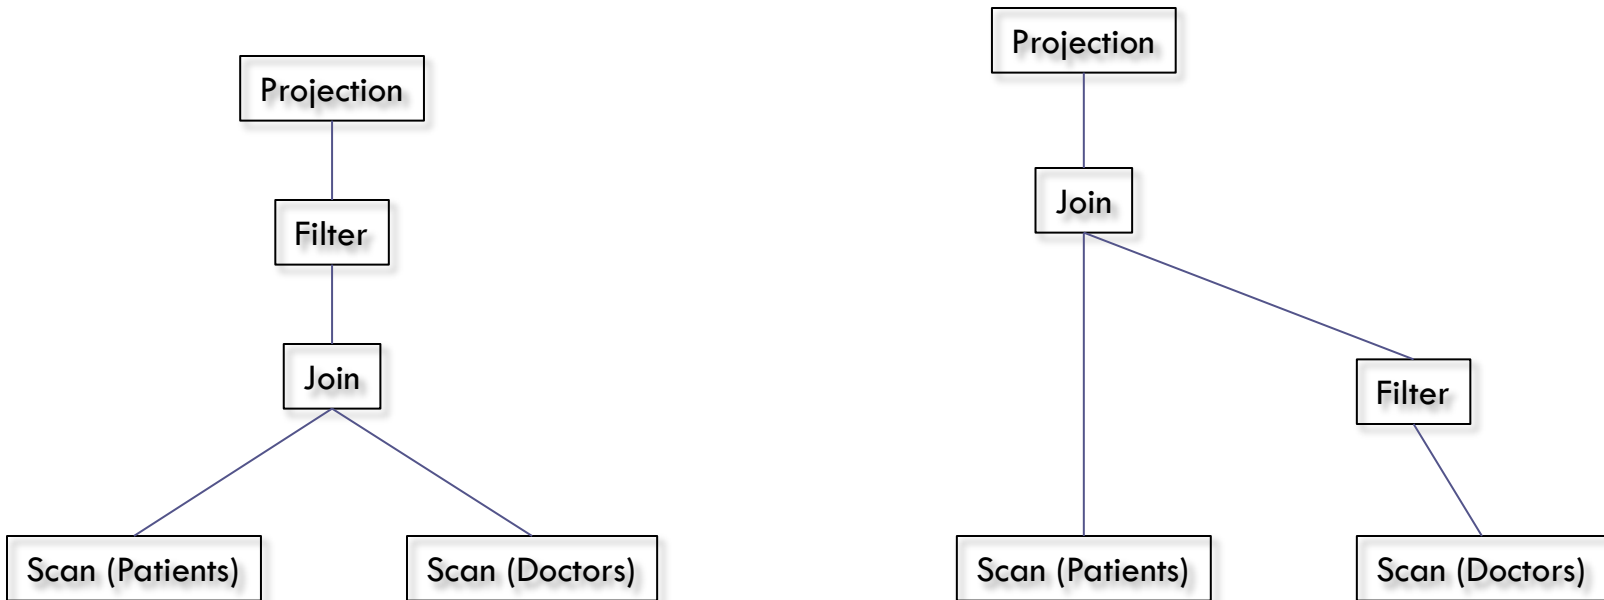 Projection
Filter
Join
Scan (Patients)
Scan (Doctors)
Projection
Join
Filter
Scan (Patients)
Scan (Doctors)